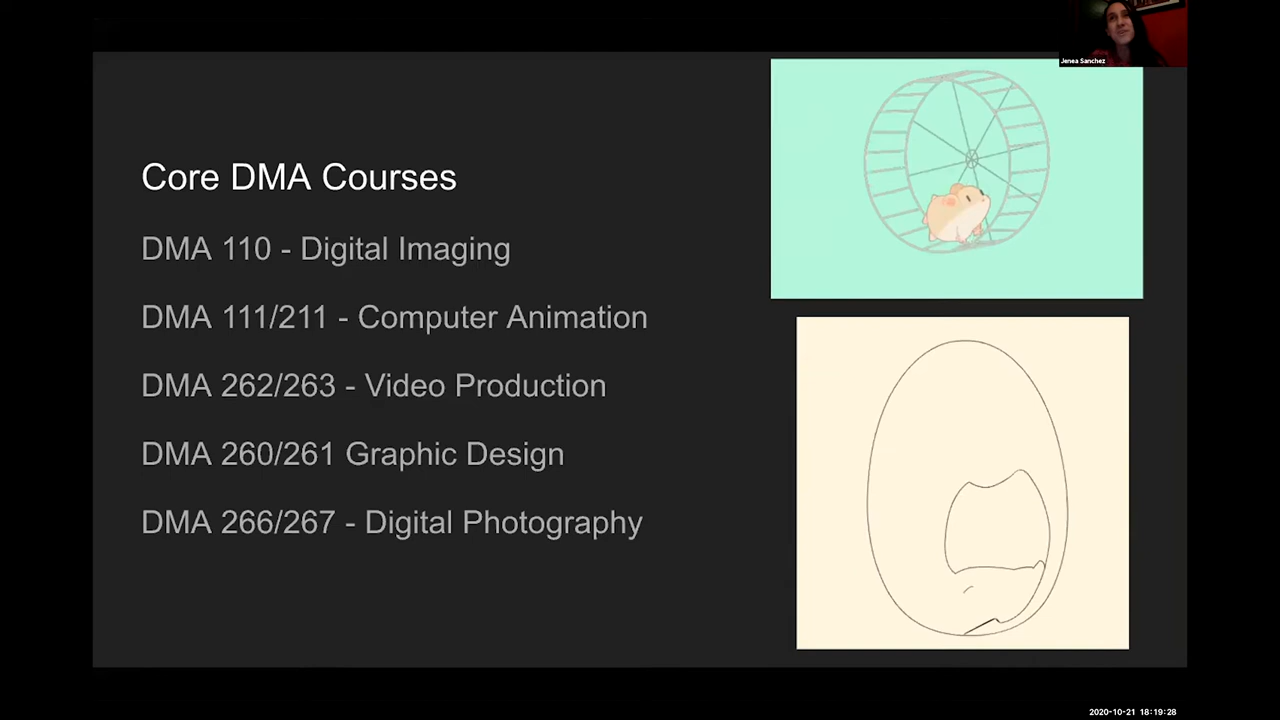 Jenea Sanchez
Core DMA Courses
DMA 110 - Digital Imaging
DMA 111/211 - Computer Animation
DMA 262/263 - Video Production
DMA 260/261 Graphic Design
DMA 266/267 - Digital Photography
2020-10-21 18:19:28